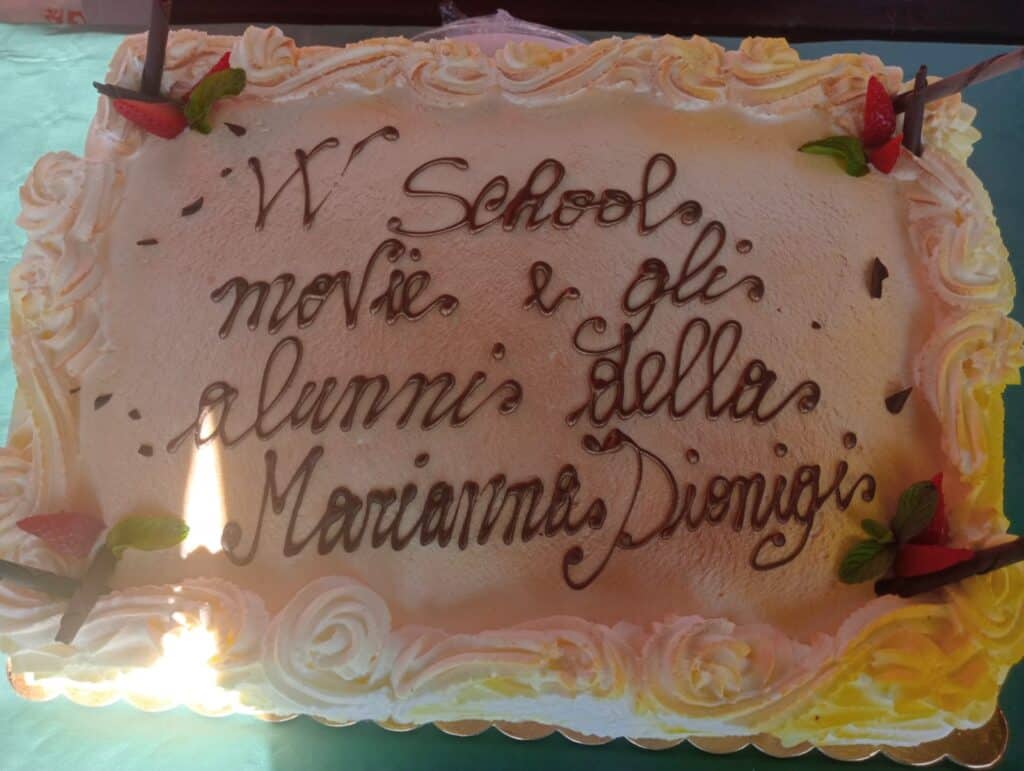 W School
movie e gli
alunni della
Marianna Dionigi